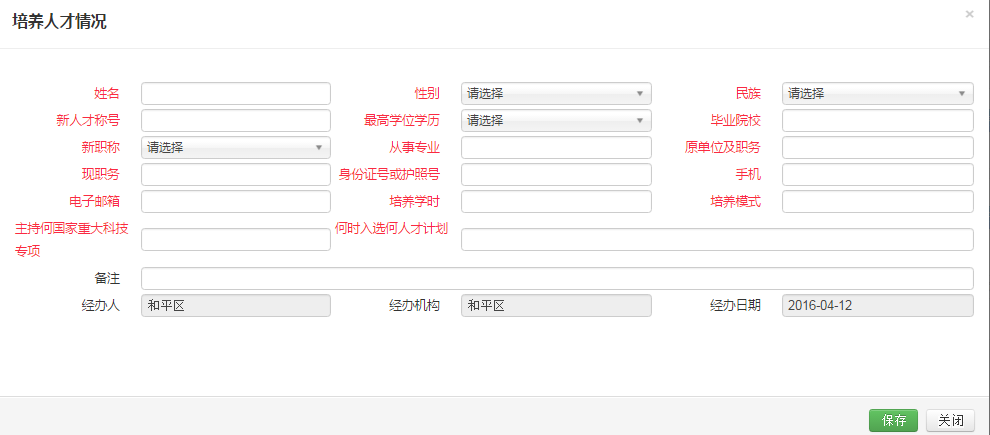 培养人才情况
×
姓名 性别 请选择 民族 请选择
新人才称号 最高学位学历 请选择 毕业院校
新职称 请选择 从事专业 原单位及职务
现职务 身份证号或护照号 手机
电子邮箱 培养学时 培养模式
主持何国家重大科技 何时入选何人才计划
专项
备注
经办人 和平区 经办机构 和平区 经办日期 2016-04-12
保存 关闭